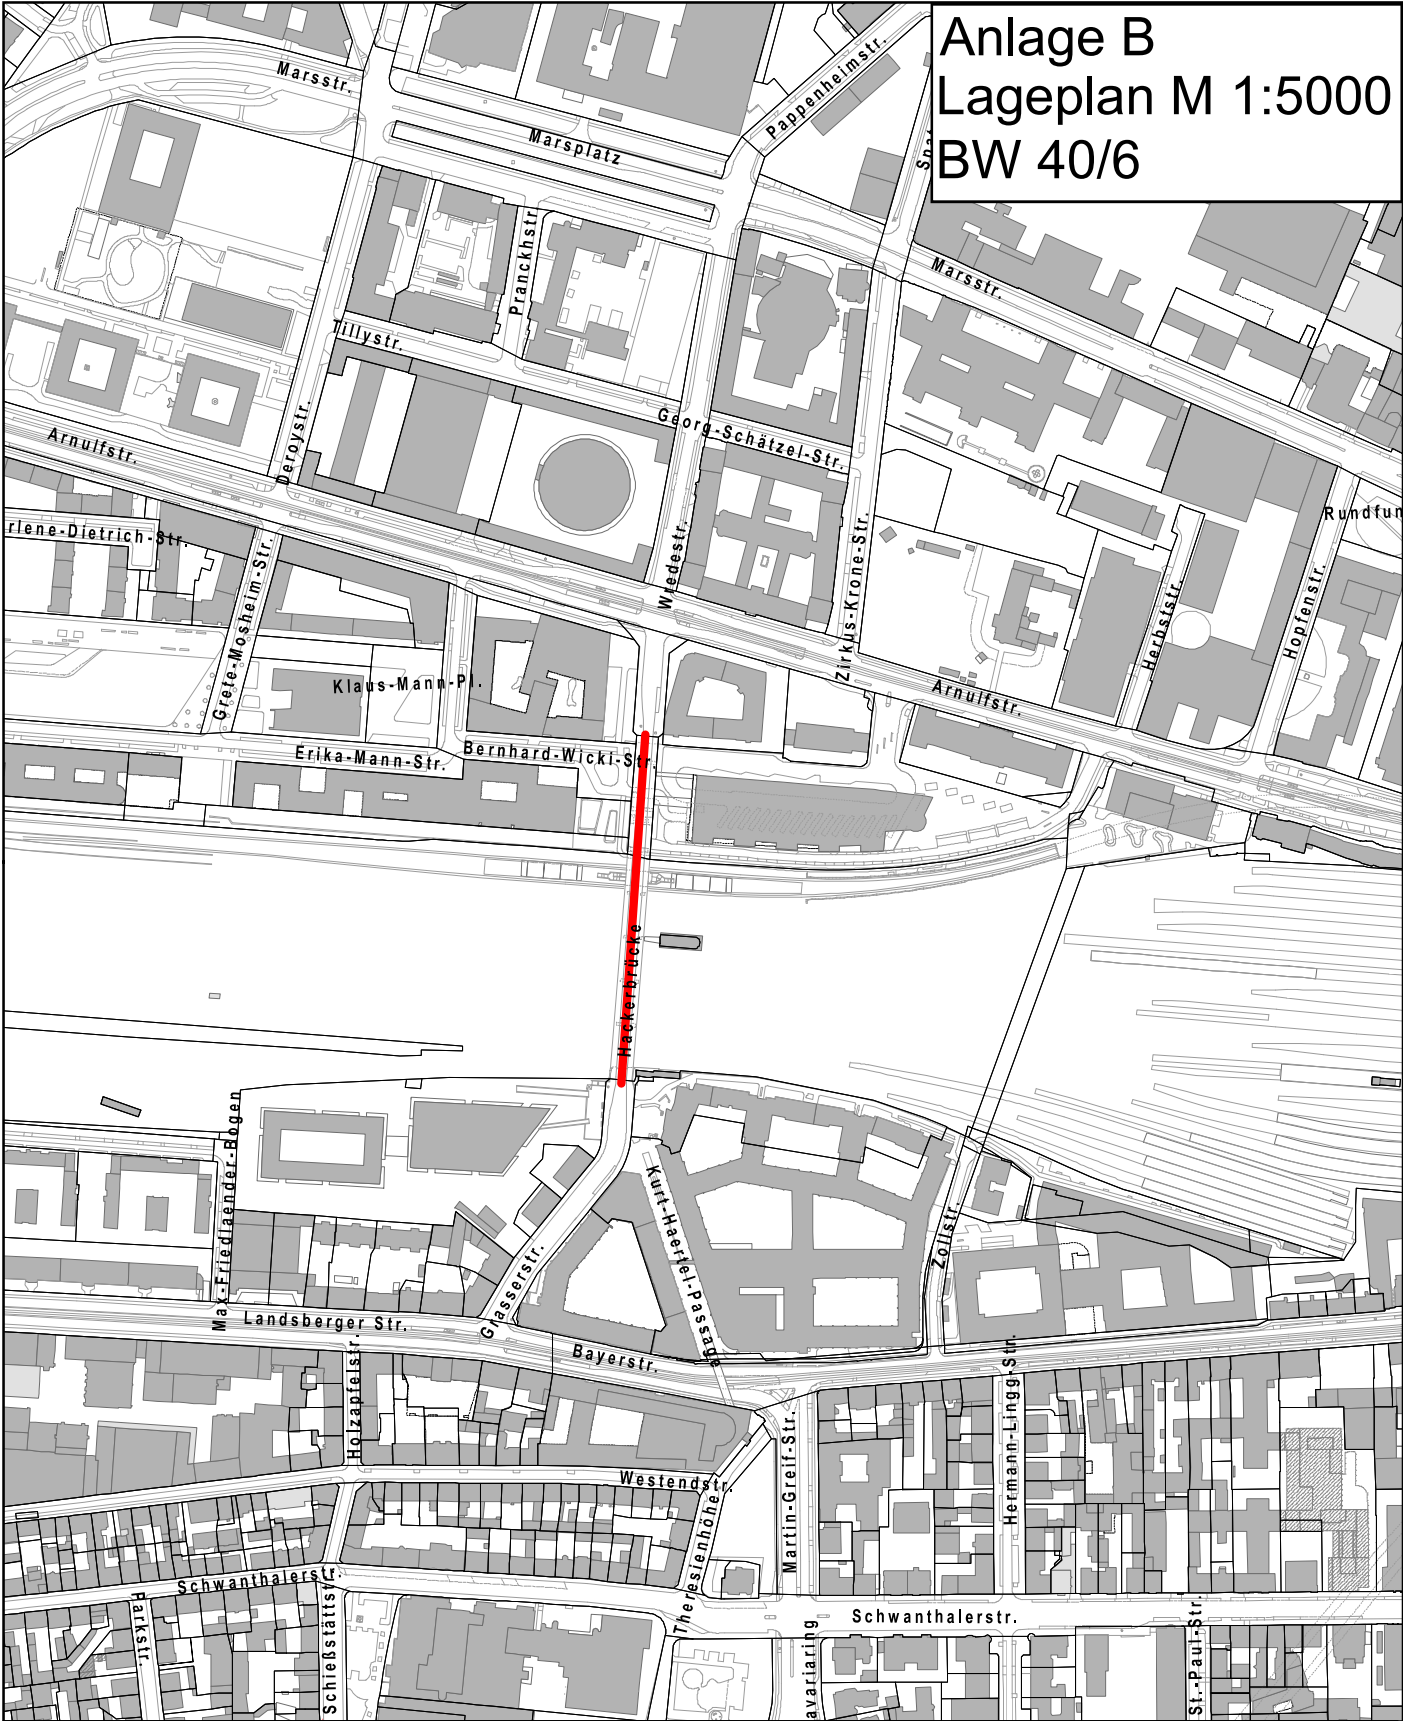 Anlage B
Lageplan M 1:5000
BW 40/6
Marsstr.
Marsplatz
Pappenheimstr.
Spat
Pranckhstr.
Marsstr.
Tillystr.
Georg-Schätzel-Str.
Arnulfstr.
Deroystr.
Rundfun
rlene-Dietrich-Str.
Wredestr.
Zirkus-Krone-Str.
Herbststr.
Hopfenstr.
Grete-Mosheim-Str.
Klaus-Mann-Pl.
Arnulfstr.
Erika-Mann-Str.
Bernhard-Wicki-Str.
Hackerbrücke
Max-Friedlaender-Bogen
Kurt-Haertel-Passage
Zollstr.
Grasserstr.
Landsberger Str.
Bayerstr.
Holzapfelstr.
Hermann-Lingg-Str.
Martin-Greif-Str.
Westendstr.
Theresienhöhe
Schwanthalerstr.
Schwanthalerstr.
Parkstr.
Schießstättstr.
avariaring
St.-Paul-Str.